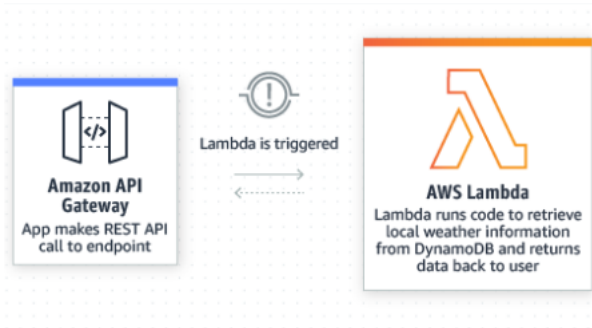 </>
Amazon API
Gateway
App makes REST API
call to endpoint
!
Lambda is triggered
AWS Lambda
Lambda runs code to retrieve
local weather information
from DynamoDB and returns
data back to user